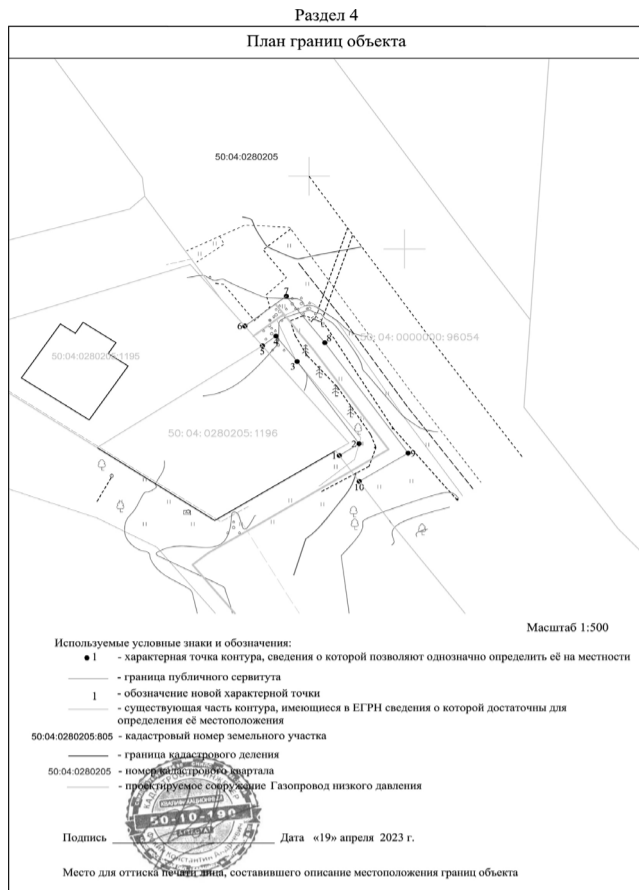 Раздел 4
План границ объекта
50:04:0280205
7
6
50:04:0000000:96054
8
4
5
50:04:0280205:1195
3
50:04:0280205:1196
2
1
9
10
Масштаб 1:500
Используемые условные знаки и обозначения:
1 - характерная точка контура, сведения о которой позволяют однозначно определить её на местности
- граница публичного сервитута
1 - обозначение новой характерной точки
- существующая часть контура, имеющиеся в ЕГРН сведения о которой достаточны для
определения её местоположения
50:04:0280205:805 - кадастровый номер земельного участка
- граница кадастрового деления
50:04:0280205 - номер кадастрового квартала
- проектируемое сооружение Газопровод низкого давления
50-10-190
Подпись Дата «19» апреля 2023 г.
Место для оттиска печати лица, составившего описание местоположения границ объекта